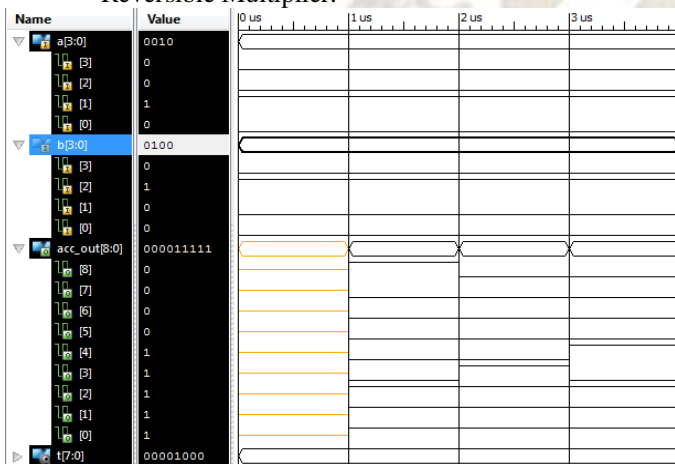 Reversible Multiplier.
Name Value 0 us 1 us 2 us 3 us
a[3:0] 0010
[3] 0
[2] 0
[1] 1
[0] 0
b[3:0] 0100
[3] 0
[2] 1
[1] 0
[0] 0
acc_out[8:0] 000011111
[8] 0
[7] 0
[6] 0
[5] 0
[4] 1
[3] 1
[2] 1
[1] 1
[0] 1
t[7:0] 00001000